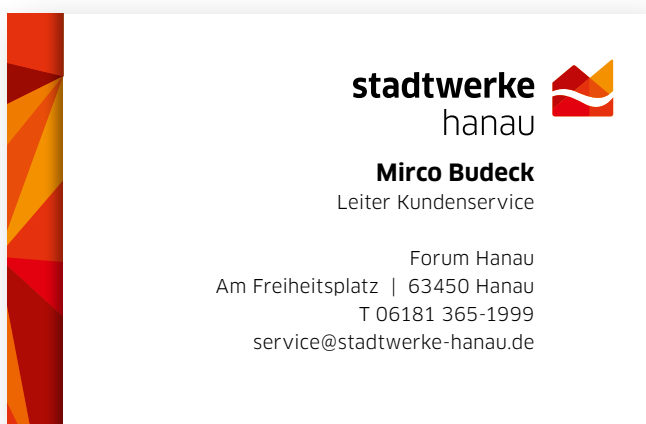 stadtwerke
hanau
Mirco Budeck
Leiter Kundenservice
Forum Hanau
Am Freiheitsplatz | 63450 Hanau
T 06181 365-1999
service@stadtwerke-hanau.de